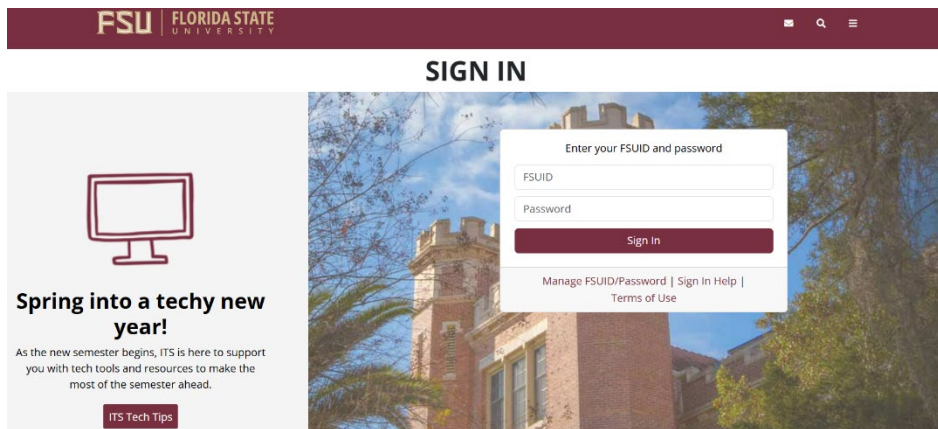 FSU FLORIDA STATE
UNIVERSITY
SIGN IN
Spring into a techy new
year!
As the new semester begins, ITS is here to support
you with tech tools and resources to make the
most of the semester ahead.
ITS Tech Tips
Enter your FSUID and password
FSUID
Password
Sign In
Manage FSUID/Password | Sign In Help |
Terms of Use